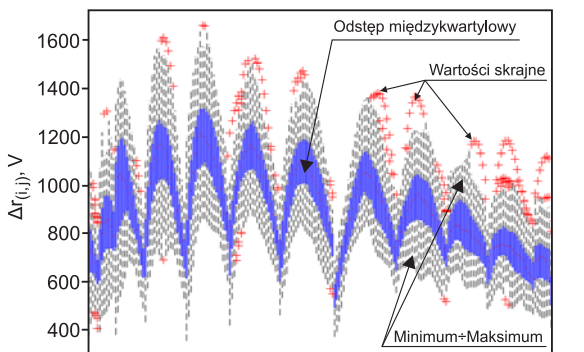 1600
1400
1200
1000
800
600
400
Δr(i,j), V
Odstęp międzykwartylowy
Wartości skrajne
Minimum÷Maksimum